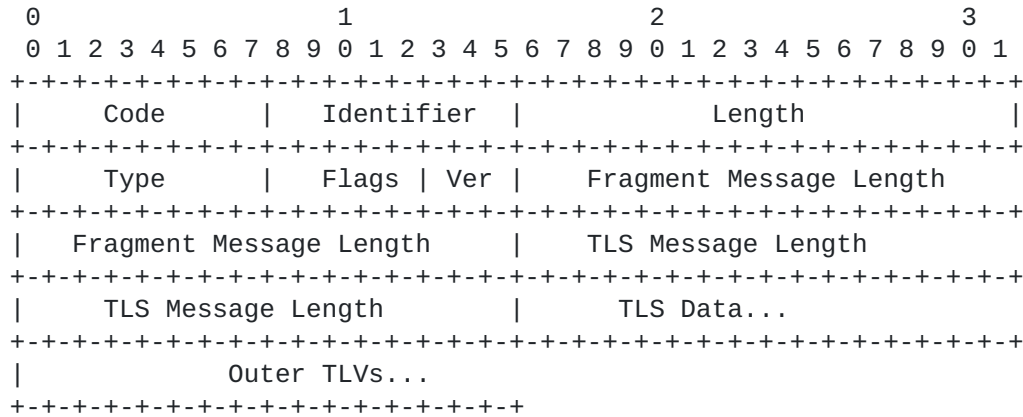 0                   1                   2                   3
 0 1 2 3 4 5 6 7 8 9 0 1 2 3 4 5 6 7 8 9 0 1 2 3 4 5 6 7 8 9 0 1
+-+-+-+-+-+-+-+-+-+-+-+-+-+-+-+-+-+-+-+-+-+-+-+-+-+-+-+-+-+-+-+-+
|     Code      |   Identifier  |            Length             |
+-+-+-+-+-+-+-+-+-+-+-+-+-+-+-+-+-+-+-+-+-+-+-+-+-+-+-+-+-+-+-+-+
|     Type      |   Flags | Ver |    Fragment Message Length
+-+-+-+-+-+-+-+-+-+-+-+-+-+-+-+-+-+-+-+-+-+-+-+-+-+-+-+-+-+-+-+-+
|   Fragment Message Length     |    TLS Message Length
+-+-+-+-+-+-+-+-+-+-+-+-+-+-+-+-+-+-+-+-+-+-+-+-+-+-+-+-+-+-+-+-+
|     TLS Message Length        |      TLS Data...
+-+-+-+-+-+-+-+-+-+-+-+-+-+-+-+-+-+-+-+-+-+-+-+-+-+-+-+-+-+-+-+-+
|             Outer TLVs...
+-+-+-+-+-+-+-+-+-+-+-+-+-+-+-+-+